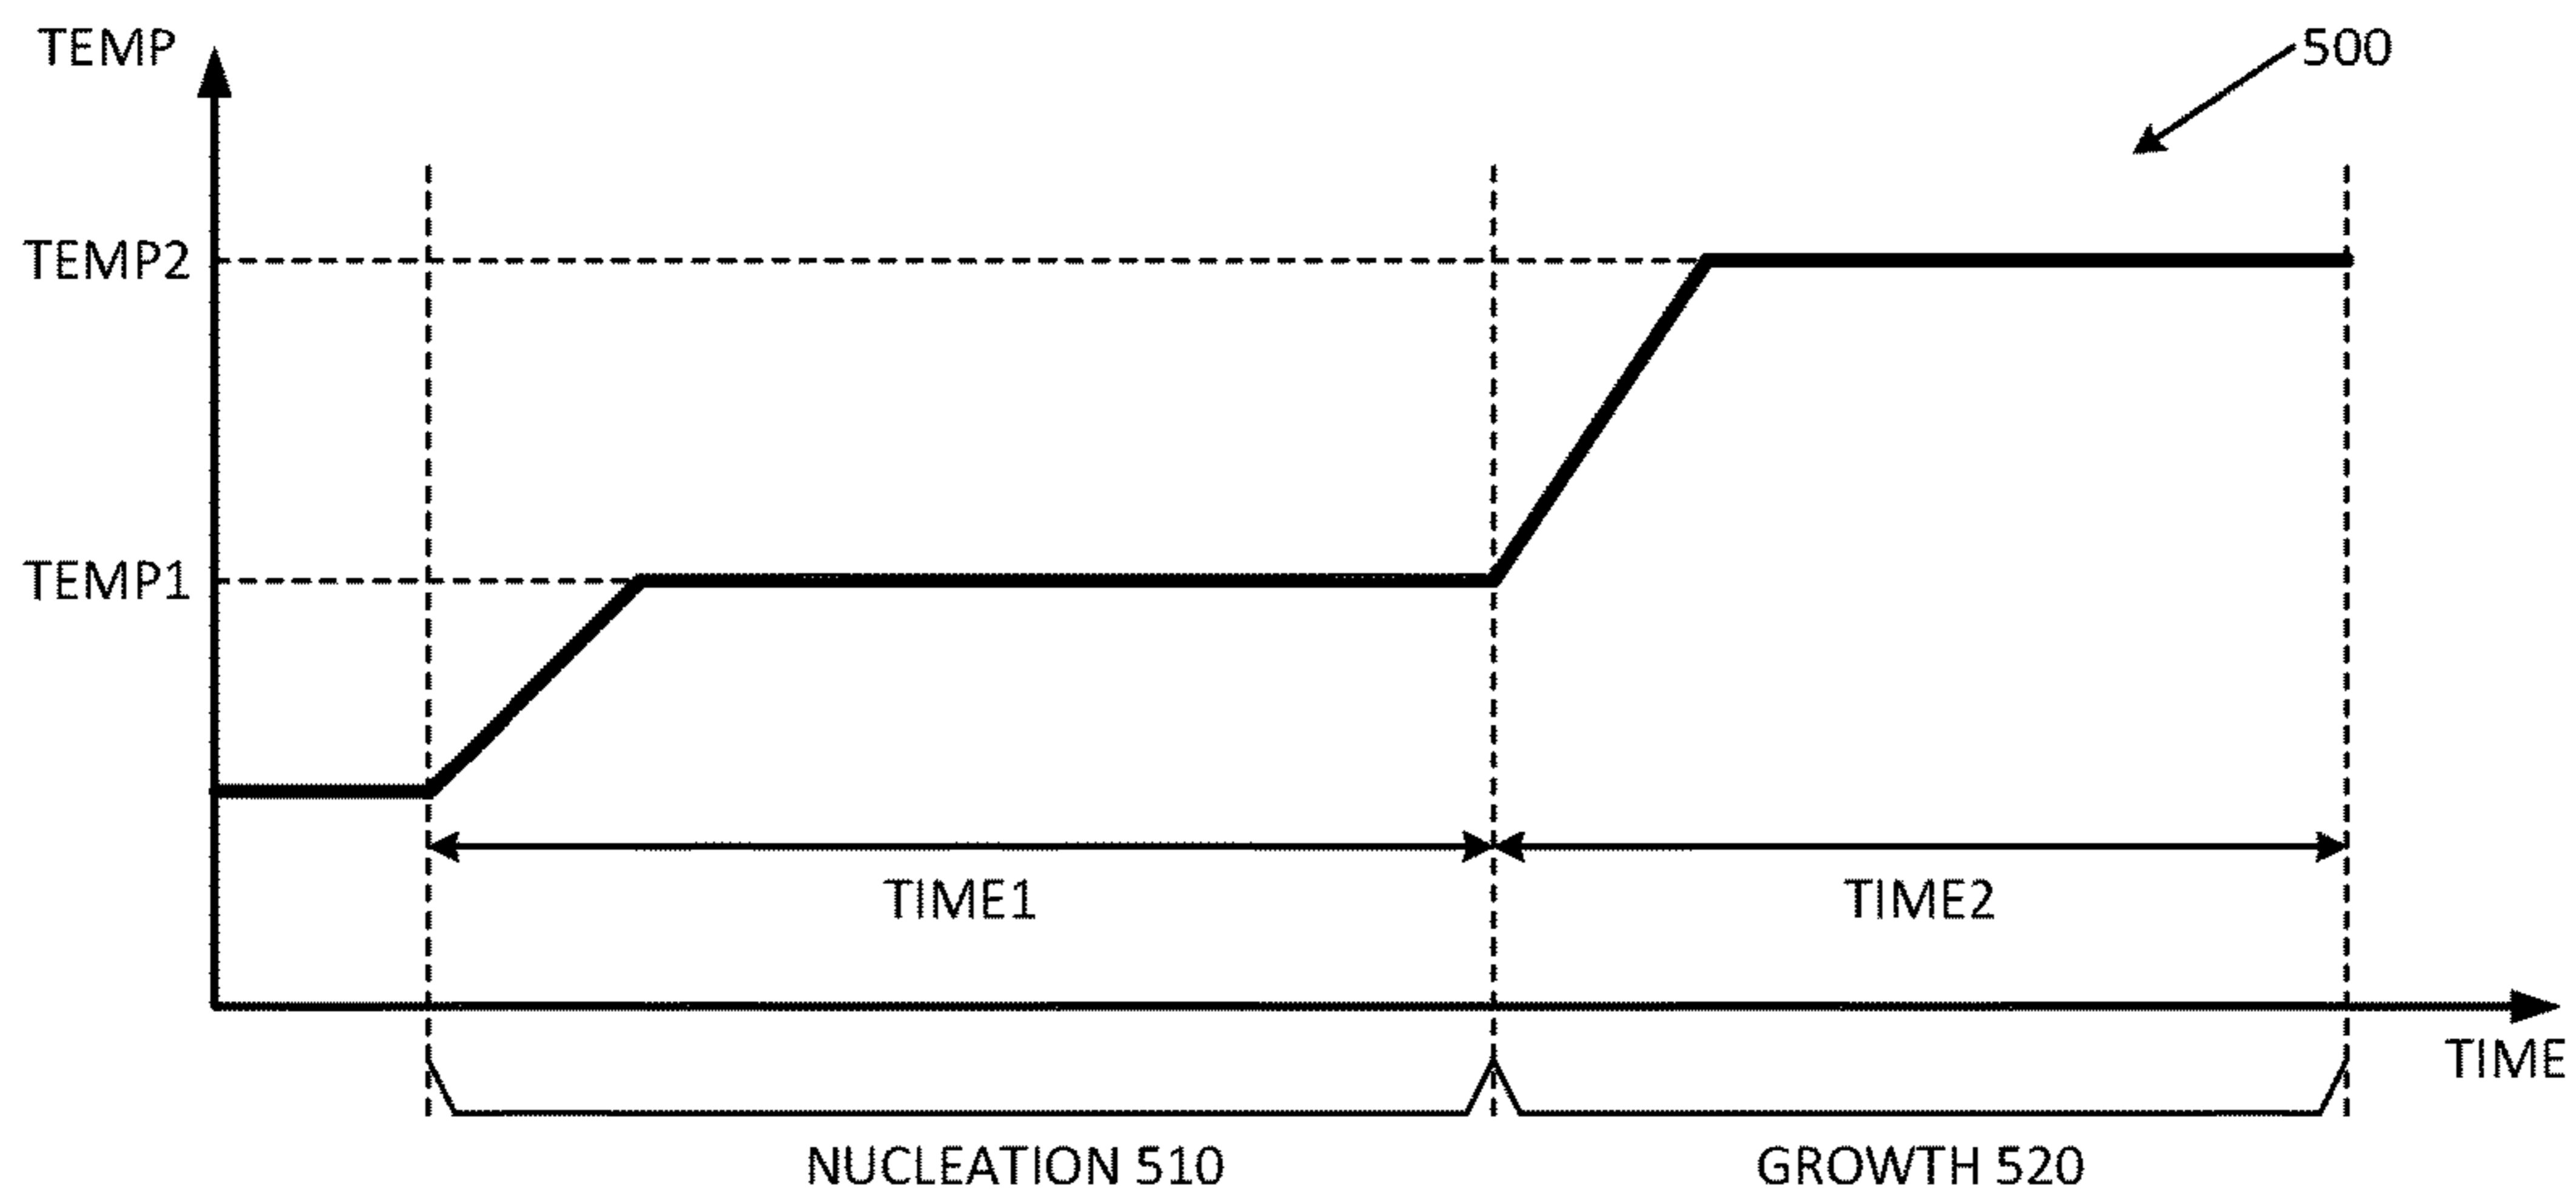 TEMP
500
TEMP2
TEMP1
TIME1
TIME2
TIME
NUCLEATION 510
GROWTH 520